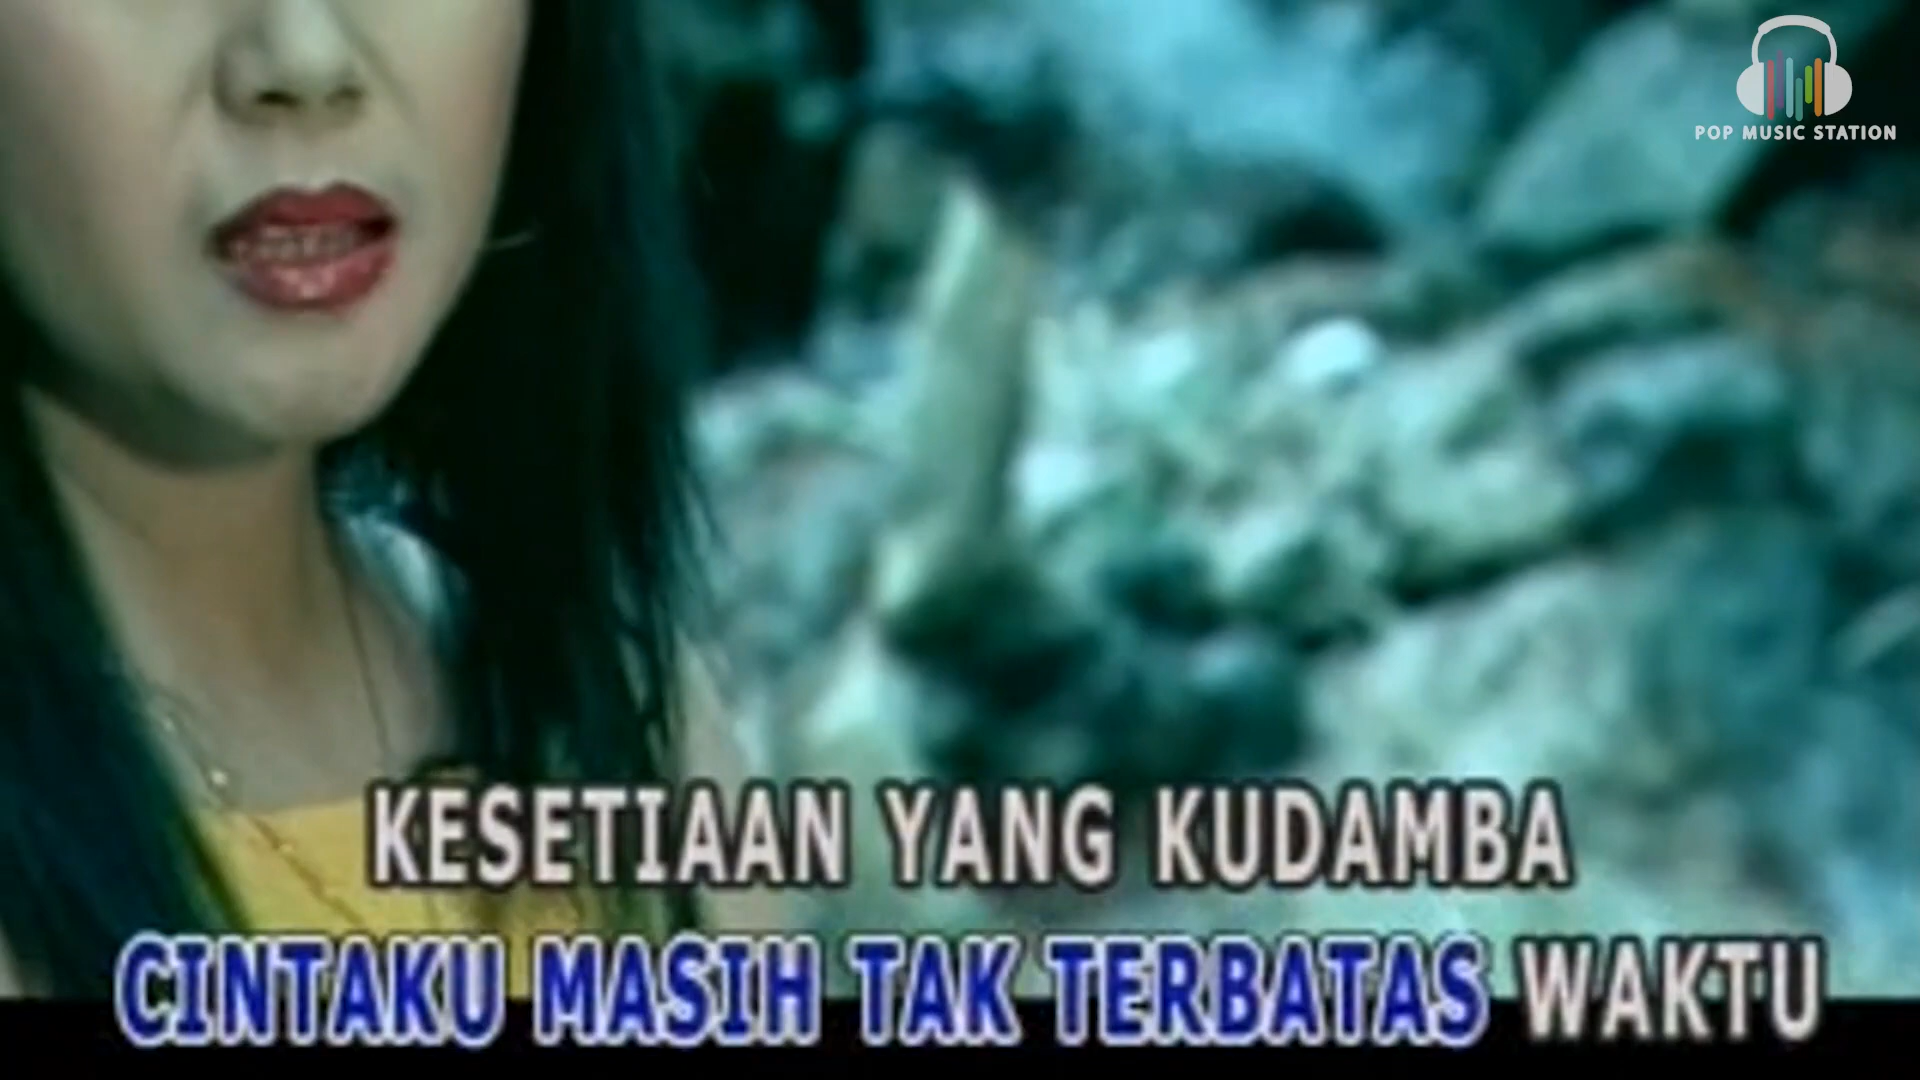 POP MUSIC STATION
KESETIAAN YANG KUDAMBA
CINTAKU MASIH TAK TERBATAS WAKTU